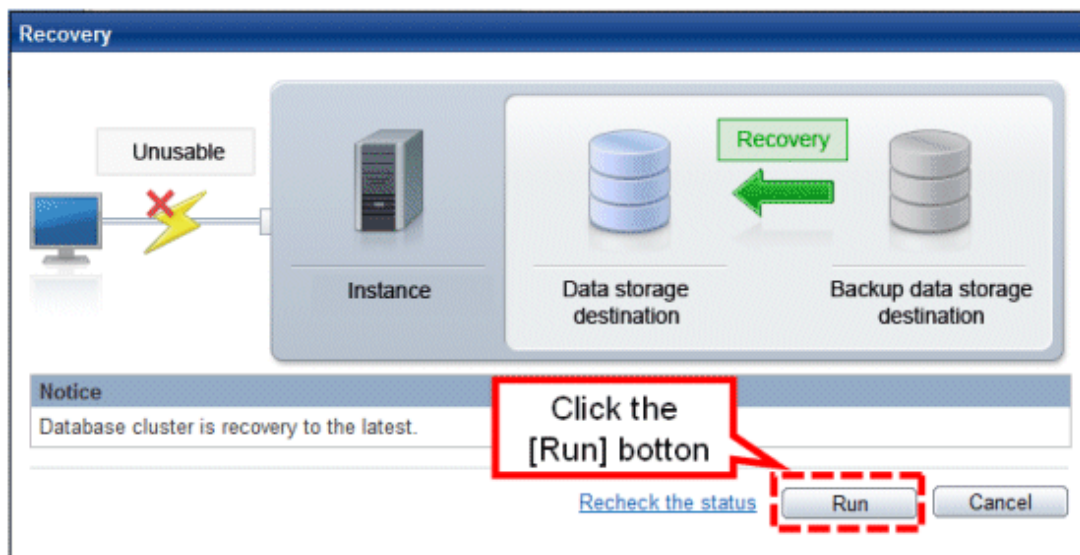 Recovery
Unusable
Recovery
Instance
Data storage
destination
Backup data storage
destination
Notice
Database cluster is recovery to the latest.
Click the
[Run] botton
Recheck the status
Run
Cancel